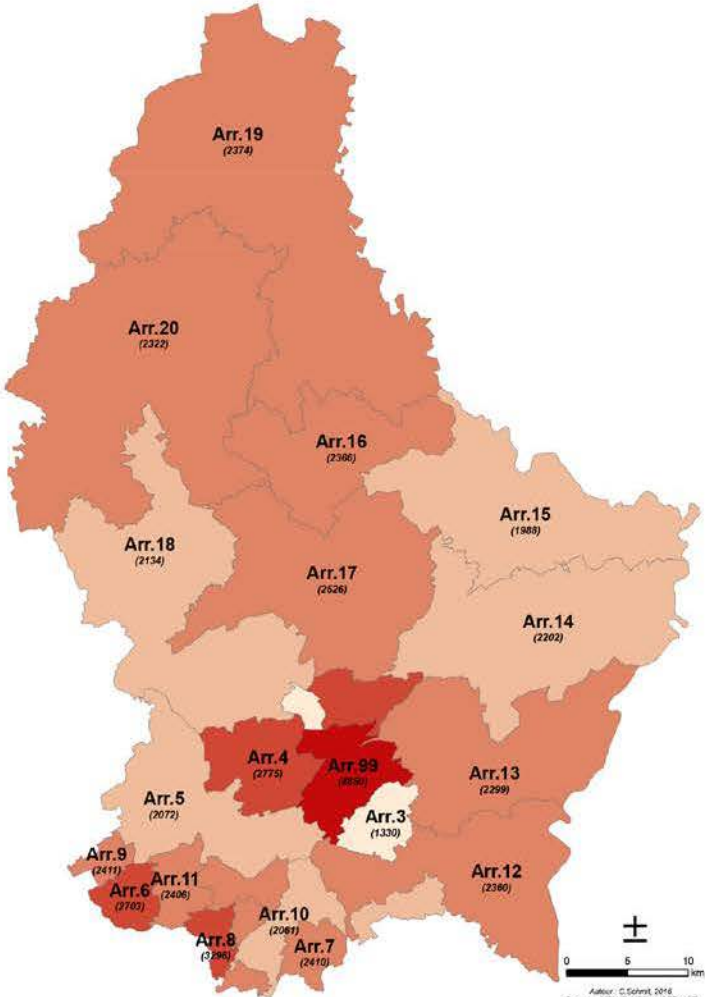 Arr.19
(2374)
Arr.20
(2322)
Arr.16
(2366)
Arr.15
(1988)
Arr.18
(2134)
Arr.17
(2526)
Arr.14
(2202)
Arr.4
(2775)
Arr.99
Arr.13
(2299)
Arr.5
(2072)
Arr.3
(1330)
Arr.9
(2411)
Arr.11
(2406)
Arr.6
(2703)
Arr.12
(2360)
Arr.10
(2061)
Arr.8
(3296)
Arr.7
(2410)
0 5 10
km
Auteur : C.Schmit, 2016